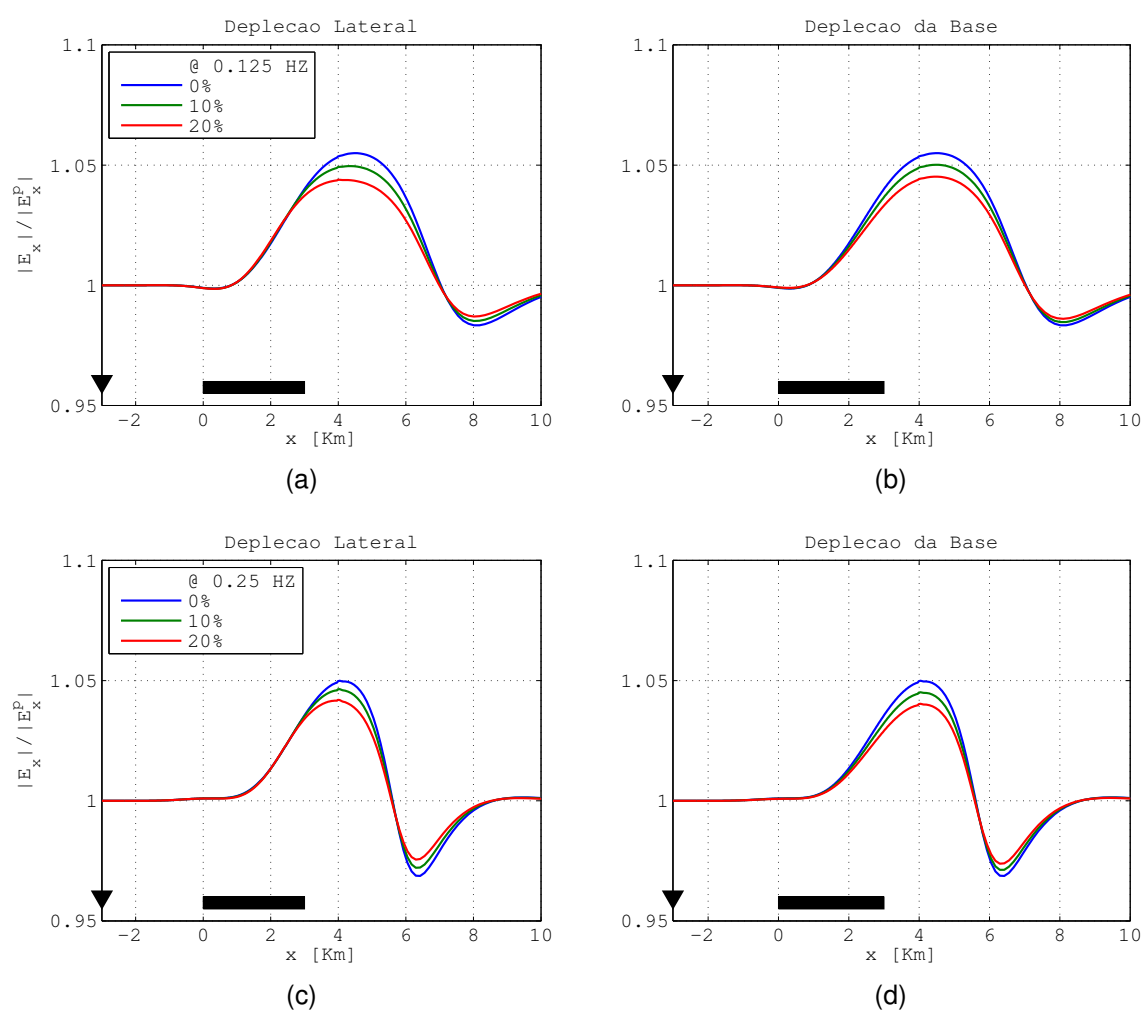 Deplecao Lateral
1.1
@ 0.125 HZ
0%
10%
20%
1.05
|E_x|/|E_x^p|
1
0.95
−2 0 2 4 6 8 10
x [Km]
(a)
Deplecao da Base
1.1
1.05
1
0.95
−2 0 2 4 6 8 10
x [Km]
(b)
Deplecao Lateral
1.1
@ 0.25 HZ
0%
10%
20%
1.05
|E_x|/|E_x^p|
1
0.95
−2 0 2 4 6 8 10
x [Km]
(c)
Deplecao da Base
1.1
1.05
1
0.95
−2 0 2 4 6 8 10
x [Km]
(d)